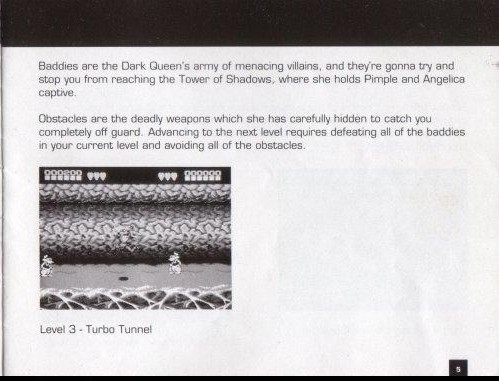 Baddies are the Dark Queen's army of menacing villains, and they're gonna try and
stop you from reaching the Tower of Shadows, where she holds Pimple and Angelica
captive.
Obstacles are the deadly weapons which she has carefully hidden to catch you
completely off guard. Advancing to the next level requires defeating all of the baddies
in your current level and avoiding all of the obstacles.
000200 000000
Level 3 - Turbo Tunnel
5